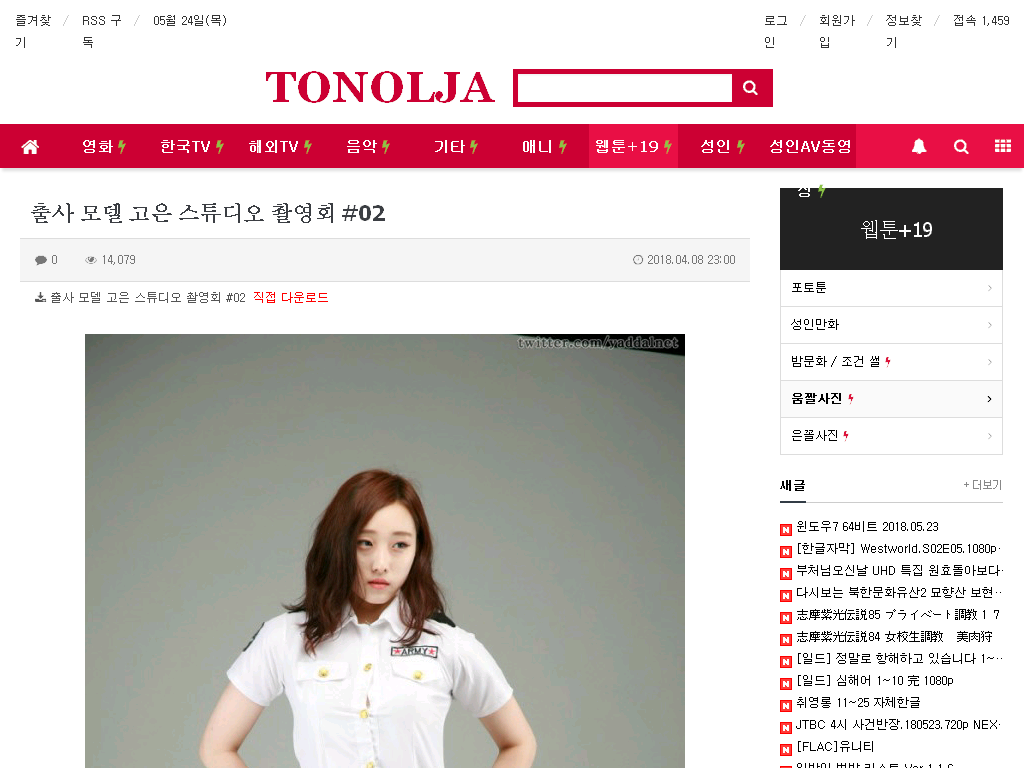 즐겨찾기
RSS 구독
05월 24일(목)
로그인
회원가입
정보찾기
접속 1,459
TONOLJA
영화 한국TV 해외TV 음악 기타 애니 웹툰+19 성인 성인AV동영상
출사 모델 고은 스튜디오 촬영회 #02
0 14,079
2018.04.08 23:00
출사 모델 고은 스튜디오 촬영회 #02 직접 다운로드
twitter.com/yaddalnet
ARMY
웹툰+19
포토툰
성인만화
밤문화 / 조건 썰
움짤사진
은꼴사진
새글
+ 더보기
윈도우7 64비트 2018.05.23
[한글자막] Westworld.S02E05.1080p·
부처님오신날 UHD 특집 원효돌아보다·
다시보는 북한문화유산2 묘향산 보현··
志摩紫光伝説85 プライベート調教 1 7
志摩紫光伝説84 女校生調教 美肉狩
[일드] 정말로 항해하고 있습니다 1~··
[일드] 심해어 1~10 完 1080p
취영롱 11~25 자체한글
JTBC 4시 사건반장.180523.720p NEX·
[FLAC]유니티